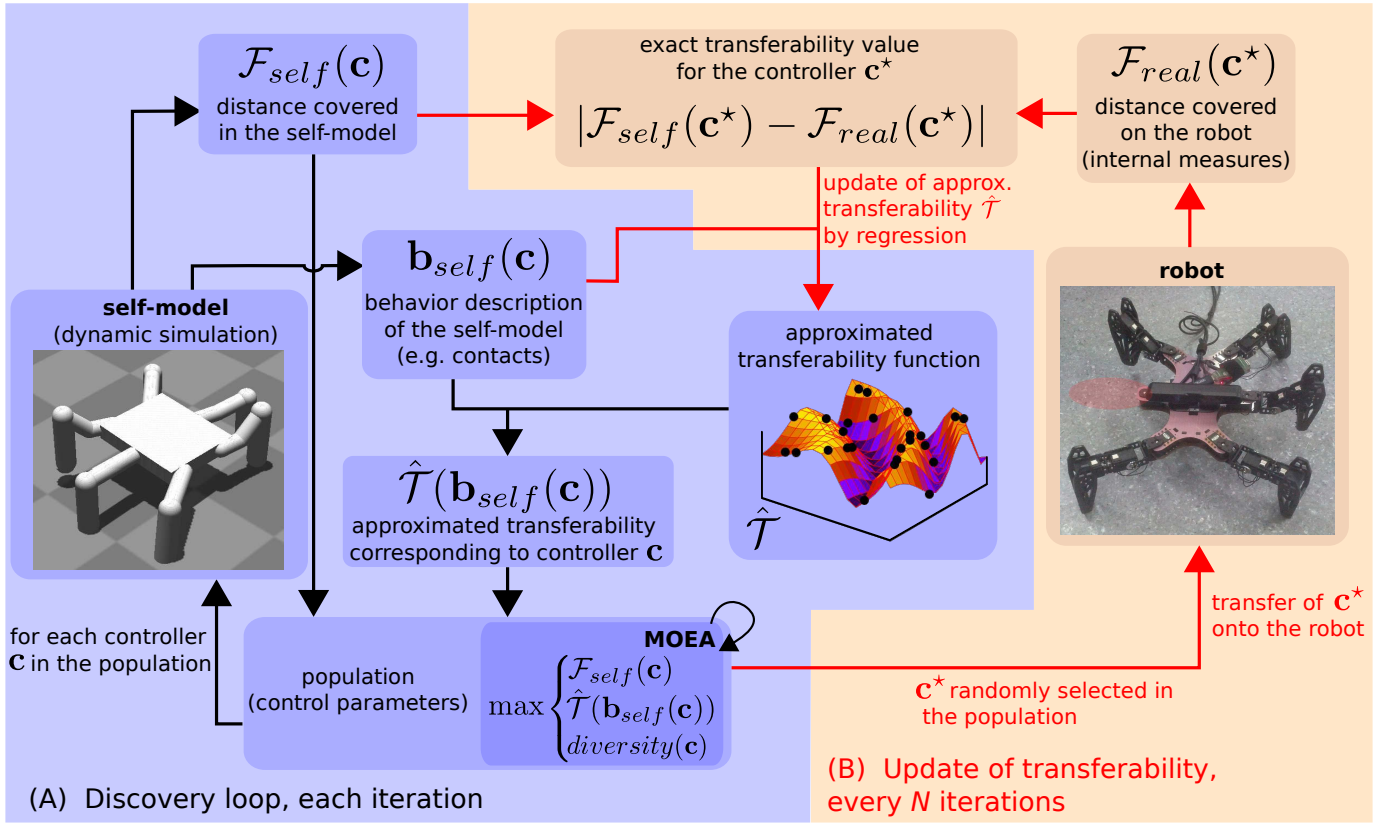 𝓕_self(𝐜)
distance covered
in the self-model
exact transferability value
for the controller 𝐜⋆
|𝓕_self(𝐜⋆) − 𝓕_real(𝐜⋆)|
𝓕_real(𝐜⋆)
distance covered
on the robot
(internal measures)
update of approx.
transferability 𝒯̂
by regression
𝐛_self(𝐜)
behavior description
of the self-model
(e.g. contacts)
self-model
(dynamic simulation)
robot
approximated
transferability function
𝒯̂
𝒯̂(𝐛_self(𝐜))
approximated transferability
corresponding to controller 𝐜
for each controller
𝐜 in the population
population
(control parameters)
MOEA
max { 𝓕_self(𝐜)
𝒯̂(𝐛_self(𝐜))
diversity(𝐜)
transfer of 𝐜⋆
onto the robot
𝐜⋆ randomly selected in
the population
(A) Discovery loop, each iteration
(B) Update of transferability,
every N iterations